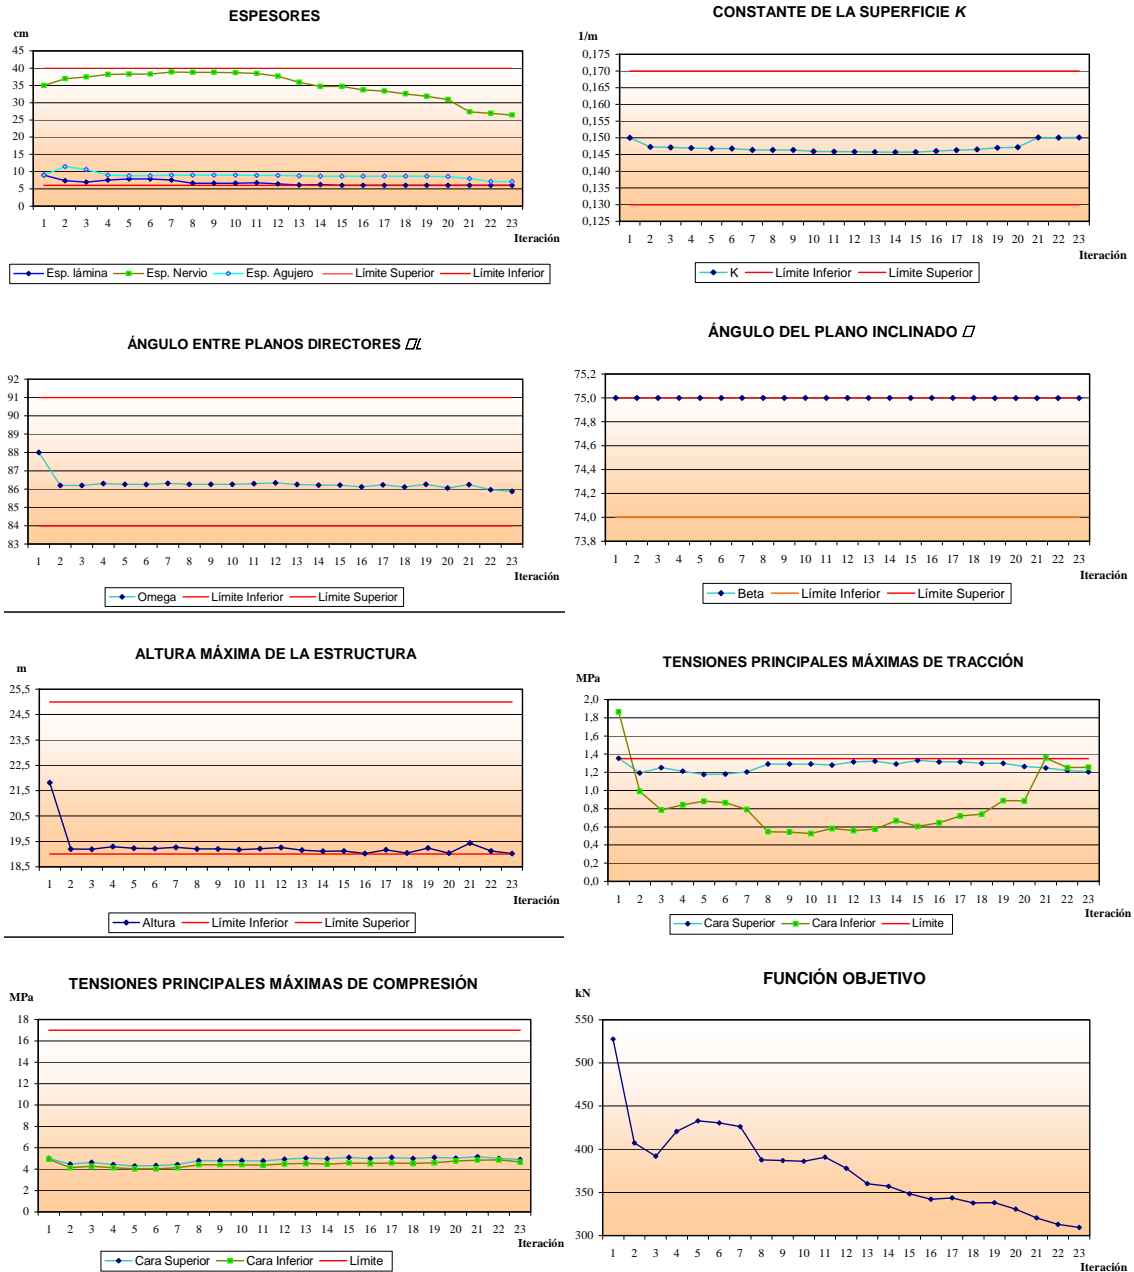 ESPESORES
cm
45
40
35
30
25
20
15
10
5
0
1 2 3 4 5 6 7 8 9 10 11 12 13 14 15 16 17 18 19 20 21 22 23
Iteración
Esp. lámina Esp. Nervio Esp. Agujero Límite Superior Límite Inferior
CONSTANTE DE LA SUPERFICIE K
1/m
0,175
0,170
0,165
0,160
0,155
0,150
0,145
0,140
0,135
0,130
0,125
1 2 3 4 5 6 7 8 9 10 11 12 13 14 15 16 17 18 19 20 21 22 23
Iteración
K Límite Inferior Límite Superior
ÁNGULO ENTRE PLANOS DIRECTORES
92
91
90
89
88
87
86
85
84
83
1 2 3 4 5 6 7 8 9 10 11 12 13 14 15 16 17 18 19 20 21 22 23
Iteración
Omega Límite Inferior Límite Superior
ÁNGULO DEL PLANO INCLINADO
75,2
75,0
74,8
74,6
74,4
74,2
74,0
73,8
1 2 3 4 5 6 7 8 9 10 11 12 13 14 15 16 17 18 19 20 21 22 23
Iteración
Beta Límite Inferior Límite Superior
ALTURA MÁXIMA DE LA ESTRUCTURA
m
25,5
24,5
23,5
22,5
21,5
20,5
19,5
18,5
1 2 3 4 5 6 7 8 9 10 11 12 13 14 15 16 17 18 19 20 21 22 23
Iteración
Altura Límite Inferior Límite Superior
TENSIONES PRINCIPALES MÁXIMAS DE TRACCIÓN
MPa
2,0
1,8
1,6
1,4
1,2
1,0
0,8
0,6
0,4
0,2
0,0
1 2 3 4 5 6 7 8 9 10 11 12 13 14 15 16 17 18 19 20 21 22 23
Iteración
Cara Superior Cara Inferior Límite
TENSIONES PRINCIPALES MÁXIMAS DE COMPRESIÓN
MPa
18
16
14
12
10
8
6
4
2
0
1 2 3 4 5 6 7 8 9 10 11 12 13 14 15 16 17 18 19 20 21 22 23
Iteración
Cara Superior Cara Inferior Límite
FUNCIÓN OBJETIVO
kN
550
500
450
400
350
300
1 2 3 4 5 6 7 8 9 10 11 12 13 14 15 16 17 18 19 20 21 22 23
Iteración